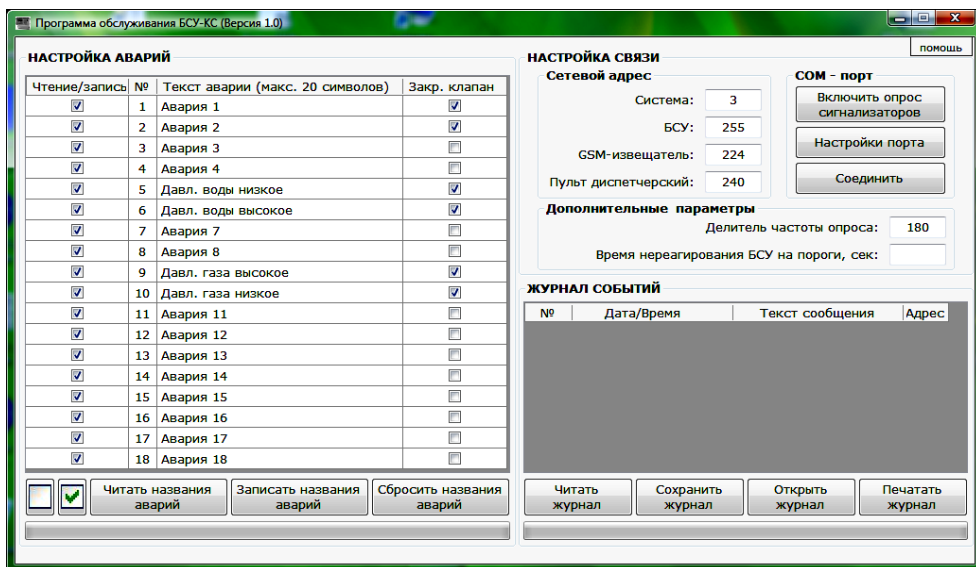 Программа обслуживания БСУ-КС (Версия 1.0)
помошь
НАСТРОЙКА АВАРИЙ
Чтение/запись № Текст аварии (макс. 20 символов) Закр. клапан
1 Авария 1
2 Авария 2
3 Авария 3
4 Авария 4
5 Давл. воды низкое
6 Давл. воды высокое
7 Авария 7
8 Авария 8
9 Давл. газа высокое
10 Давл. газа низкое
11 Авария 11
12 Авария 12
13 Авария 13
14 Авария 14
15 Авария 15
16 Авария 16
17 Авария 17
18 Авария 18
Читать названия
аварий
Записать названия
аварий
Сбросить названия
аварий
НАСТРОЙКА СВЯЗИ
Сетевой адрес
Система: 3
БСУ: 255
GSM-извещатель: 224
Пульт диспетчерский: 240
COM - порт
Включить опрос
сигнализаторов
Настройки порта
Соединить
Дополнительные параметры
Делитель частоты опроса: 180
Время нереагирования БСУ на пороги, сек:
ЖУРНАЛ СОБЫТИЙ
№ Дата/Время Текст сообщения Адрес
Читать
журнал
Сохранить
журнал
Открыть
журнал
Печатать
журнал